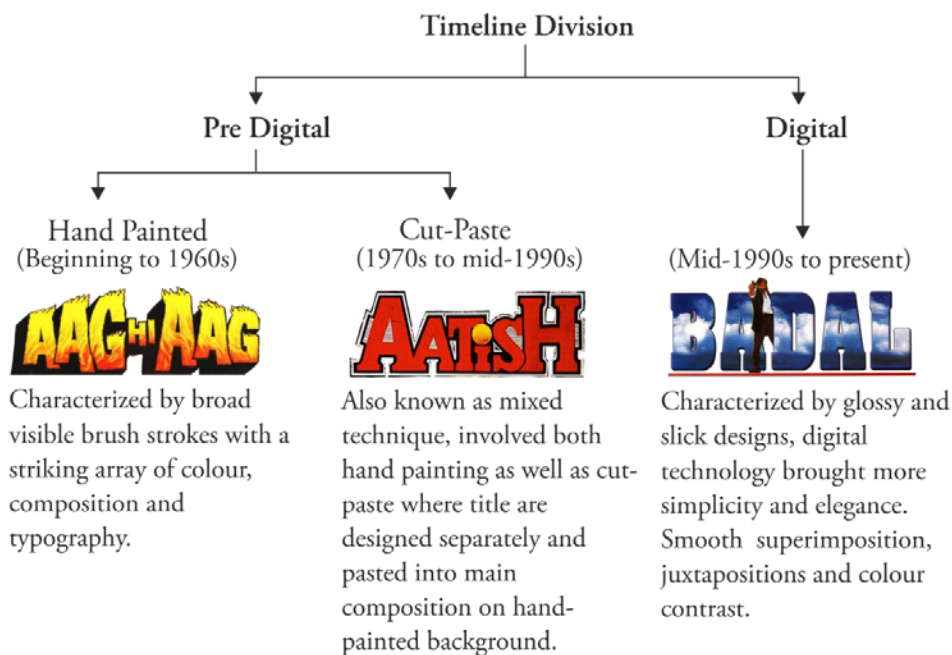 Timeline Division
Pre Digital
Digital
Hand Painted
(Beginning to 1960s)
AAG HI AAG
Characterized by broad
visible brush strokes with a
striking array of colour,
composition and
typography.
Cut-Paste
(1970s to mid-1990s)
AATiSH
Also known as mixed
technique, involved both
hand painting as well as cut-
paste where title are
designed separately and
pasted into main
composition on hand-
painted background.
(Mid-1990s to present)
BADAL
Characterized by glossy and
slick designs, digital
technology brought more
simplicity and elegance.
Smooth superimposition,
juxtapositions and colour
contrast.